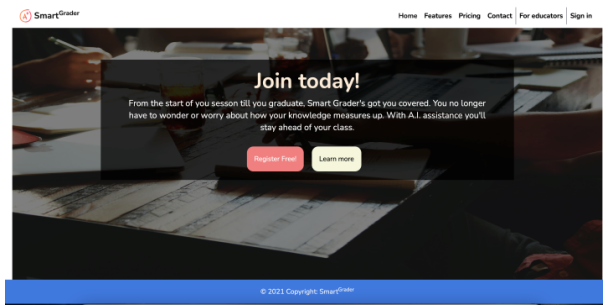 A+ SmartGrader
Home Features Pricing Contact For educators Sign in
Join today!
From the start of you sesson till you graduate, Smart Grader's got you covered. You no longer
have to wonder or worry about how your knowledge measures up. With A.I. assistance you'll
stay ahead of your class.
Register Free! Learn more
© 2021 Copyright: SmartGrader